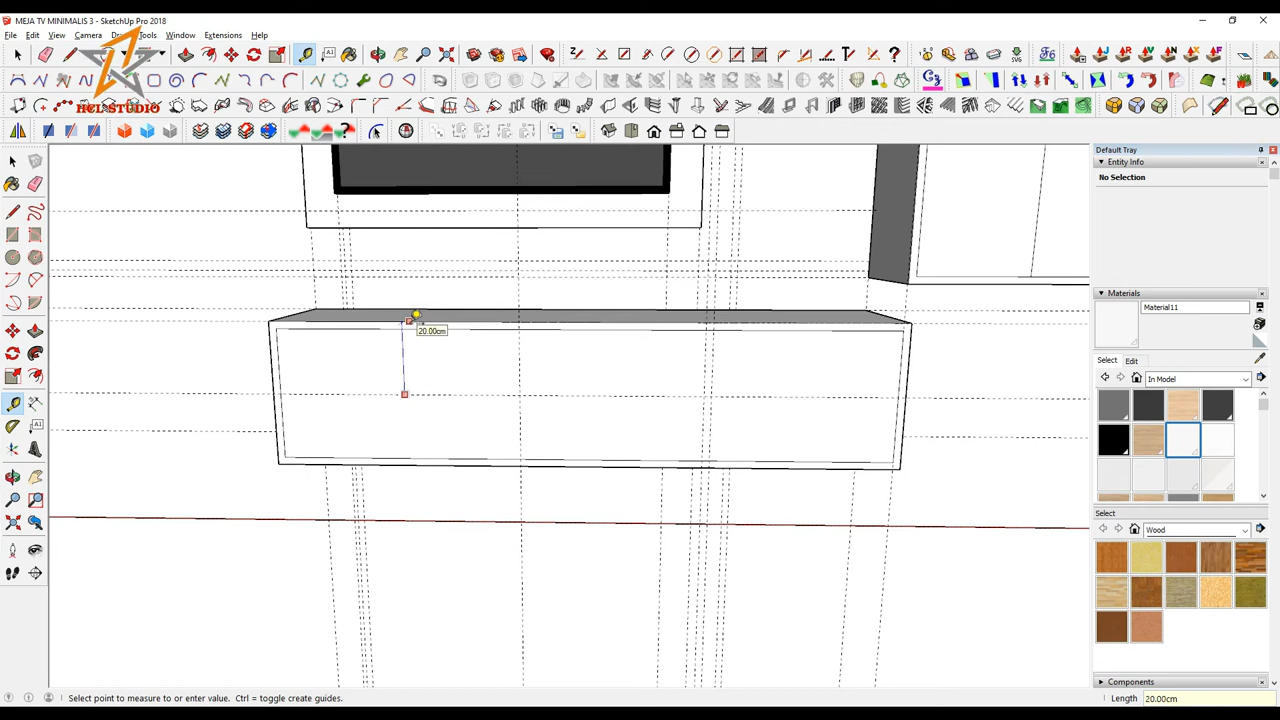 MEJA TV MINIMALIS 3 - SketchUp Pro 2018
File Edit View Camera Draw Tools Window Extensions Help
NCL STUDIO
Default Tray
Entity Info
No Selection
20.00cm
Materials
Material11
Select Edit
In Model
Select
Wood
Components
Select point to measure to or enter value. Ctrl = toggle create guides.
Length 20.00cm